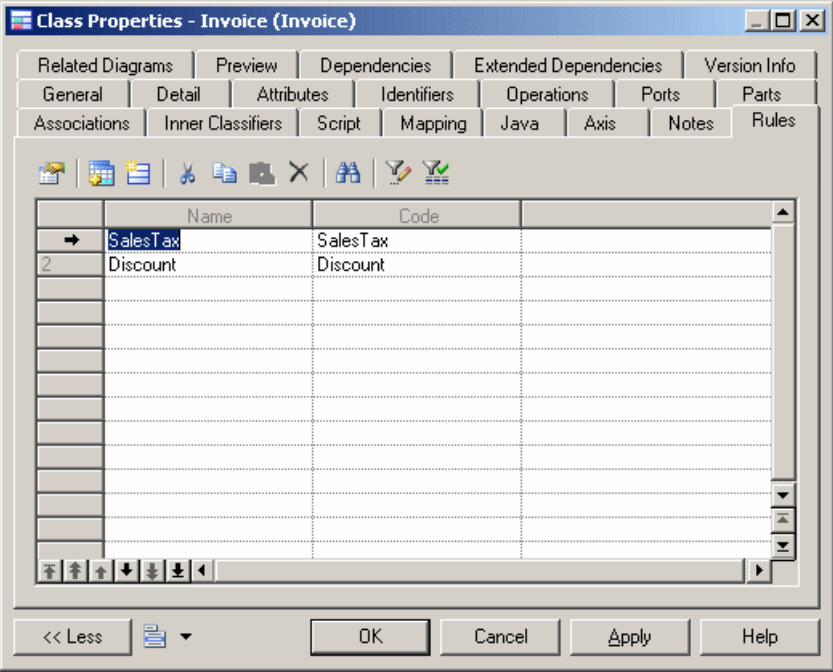 Class Properties - Invoice (Invoice)
Related Diagrams Preview Dependencies Extended Dependencies Version Info
General Detail Attributes Identifiers Operations Ports Parts
Associations Inner Classifiers Script Mapping Java Axis Notes Rules
Name Code
SalesTax SalesTax
2 Discount Discount
<< Less OK Cancel Apply Help